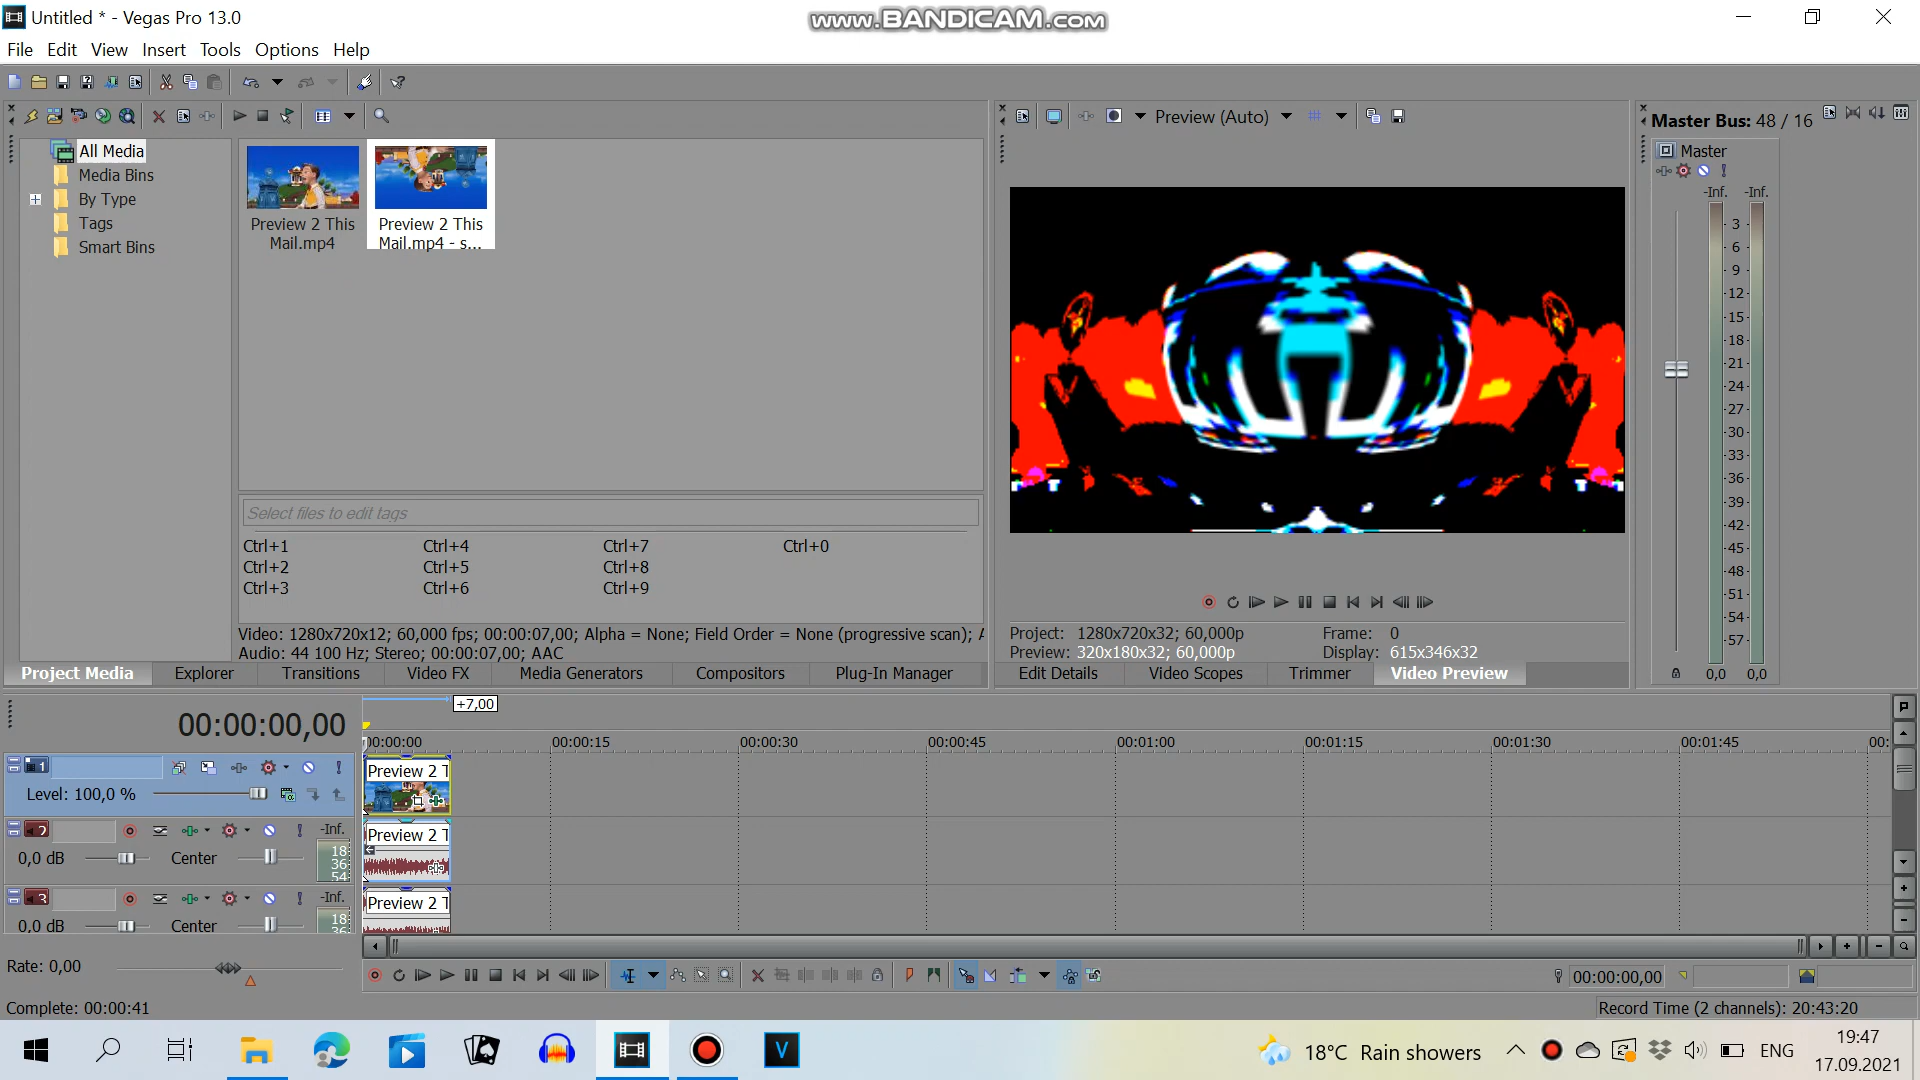 Untitled * - Vegas Pro 13.0
www.BANDICAM.com
File Edit View Insert Tools Options Help
Preview (Auto)
Master Bus: 48 / 16
All Media
Media Bins
By Type
Tags
Smart Bins
Preview 2 This
Mail.mp4
Preview 2 This
Mail.mp4 - s...
Master
-Inf. -Inf.
3
6
9
12
15
18
21
24
27
30
33
36
39
42
45
48
51
54
57
0,0 0,0
Select files to edit tags
Ctrl+1 Ctrl+4 Ctrl+7 Ctrl+0
Ctrl+2 Ctrl+5 Ctrl+8
Ctrl+3 Ctrl+6 Ctrl+9
Video: 1280x720x12; 60,000 fps; 00:00:07,00; Alpha = None; Field Order = None (progressive scan);
Audio: 44 100 Hz; Stereo; 00:00:07,00; AAC
Project: 1280x720x32; 60,000p Frame: 0
Preview: 320x180x32; 60,000p Display: 615x346x32
Project Media Explorer Transitions Video FX Media Generators Compositors Plug-In Manager
Edit Details Video Scopes Trimmer Video Preview
+7,00
00:00:00,00
00:00:00 00:00:15 00:00:30 00:00:45 00:01:00 00:01:15 00:01:30 00:01:45 00:
1
Preview 2 T
Level: 100,0 %
2
-Inf.
Preview 2 T
0,0 dB Center
18
36
54
3
-Inf.
Preview 2 T
0,0 dB Center
18
36
Rate: 0,00
00:00:00,00
Complete: 00:00:41
Record Time (2 channels): 20:43:20
V
18°C Rain showers
ENG
19:47
17.09.2021